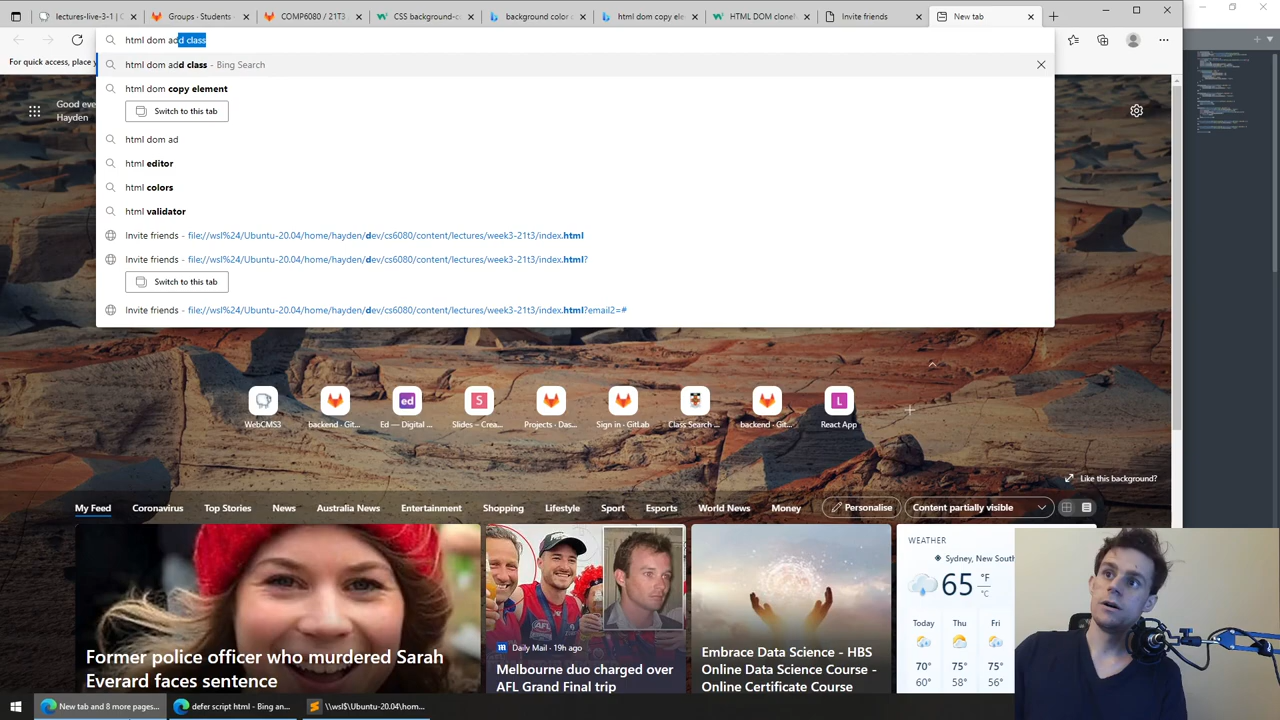 lectures-live-3-1 |
Groups · Students
COMP6080 / 21T3
CSS background-c
background color
html dom copy ele
HTML DOM clone
Invite friends
New tab
html dom add class
For quick access, place y
html dom add class - Bing Search
html dom copy element
Switch to this tab
html dom ad
html editor
html colors
html validator
Invite friends - file://wsl%24/Ubuntu-20.04/home/hayden/dev/cs6080/content/lectures/week3-21t3/index.html
Invite friends - file://wsl%24/Ubuntu-20.04/home/hayden/dev/cs6080/content/lectures/week3-21t3/index.html?
Switch to this tab
Invite friends - file://wsl%24/Ubuntu-20.04/home/hayden/dev/cs6080/content/lectures/week3-21t3/index.html?email2=#
Good eve
Hayden
WebCMS3
backend · Git...
ed
Ed — Digital ...
S
Slides – Crea...
Projects · Das...
Sign in · GitLab
Class Search ...
backend · Git...
L
React App
Like this background?
My Feed
Coronavirus
Top Stories
News
Australia News
Entertainment
Shopping
Lifestyle
Sport
Esports
World News
Money
Personalise
Content partially visible
Former police officer who murdered Sarah
Everard faces sentence
Daily Mail · 19h ago
Melbourne duo charged over
AFL Grand Final trip
Embrace Data Science - HBS
Online Data Science Course -
Online Certificate Course
WEATHER
Sydney, New South
65 °F
°C
Today Thu Fri
70° 75° 75°
60° 58° 56°
New tab and 8 more pages...
defer script html - Bing an...
\\wsl$\Ubuntu-20.04\hom...